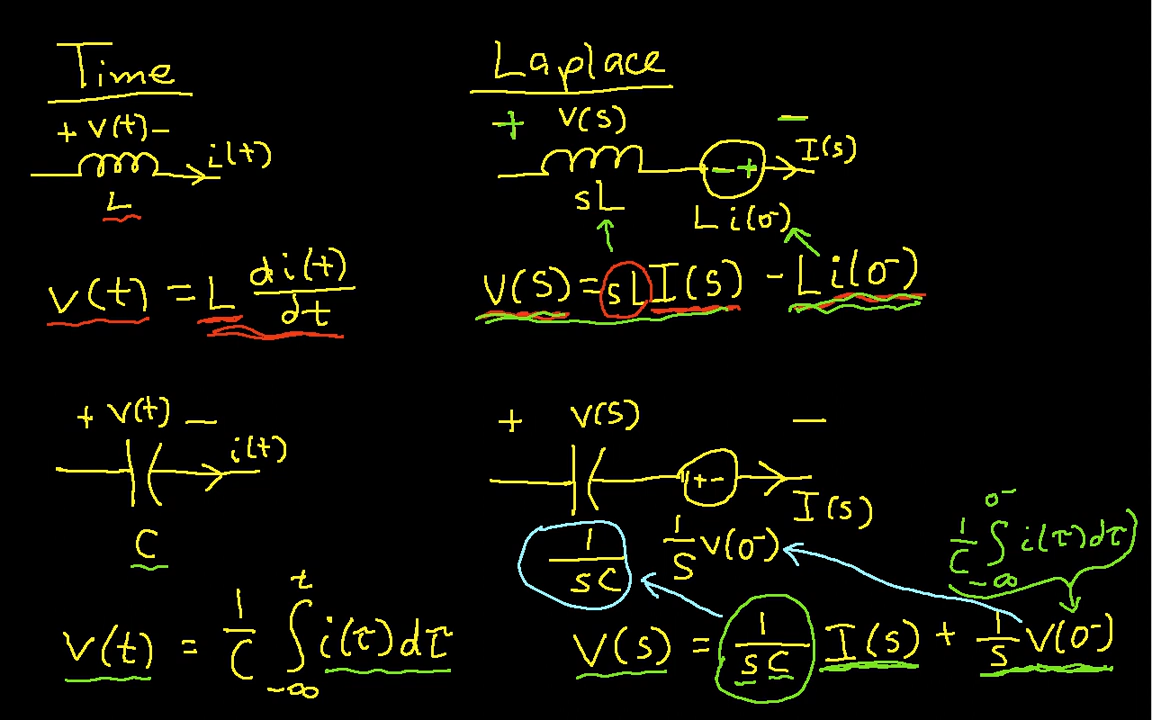 Time
Laplace
+ v(t) −
i(t)
L
+ V(s) −
I(s)
sL
− +
L i(0⁻)
v(t) = L di(t)/dt
V(s) = sL I(s) − L i(0⁻)
+ v(t) −
i(t)
C
+ V(s) −
+ −
I(s)
1/sC
1/s v(0⁻)
1/C ∫_{-∞}^{0⁻} i(τ)dτ
v(t) = 1/C ∫_{-∞}^{t} i(τ)dτ
V(s) = 1/sC I(s) + 1/s v(0⁻)